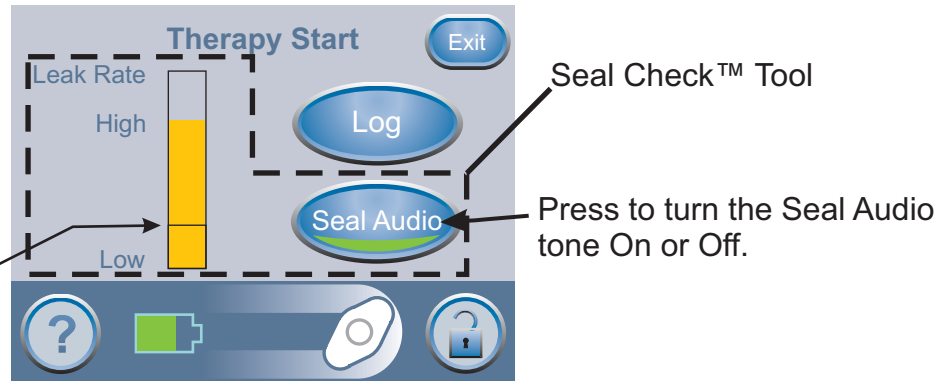 Therapy Start
Exit
Leak Rate
High
Low
Log
Seal Audio
Seal Check™ Tool
Press to turn the Seal Audio
tone On or Off.
?